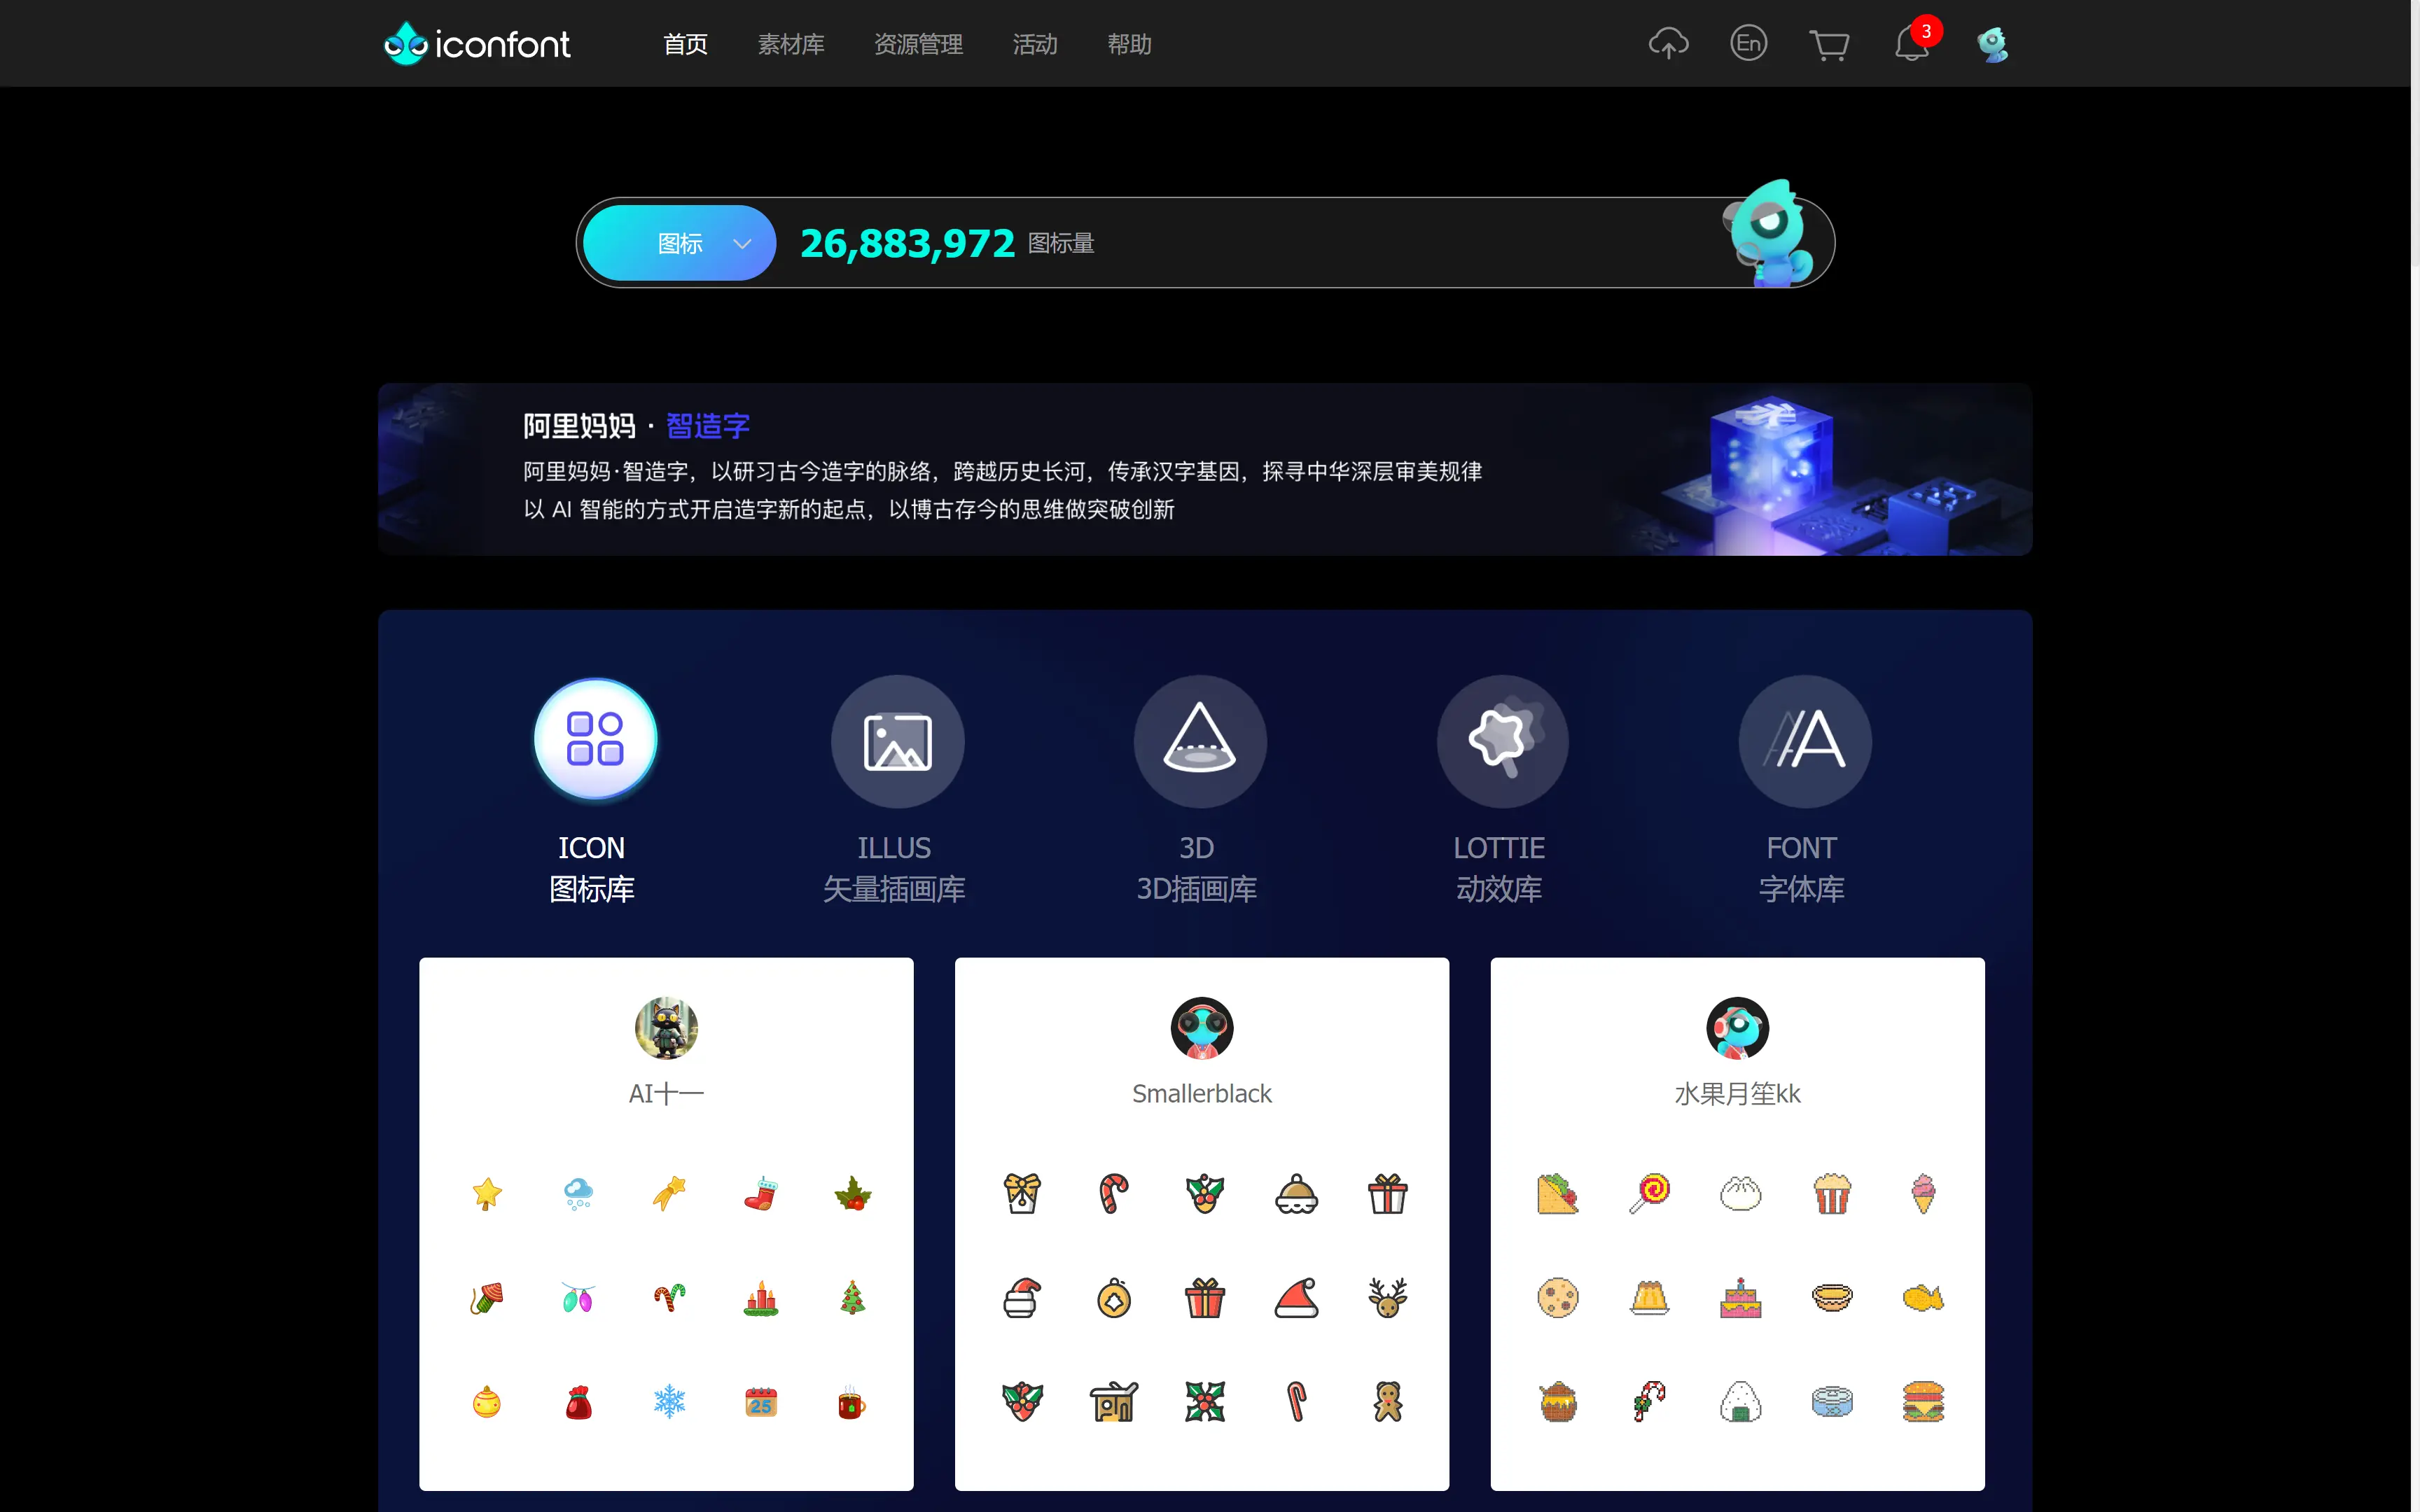 iconfont
首页 素材库 资源管理 活动 帮助
En
3
图标
26,883,972 图标量
阿里妈妈 · 智造字
阿里妈妈·智造字，以研习古今造字的脉络，跨越历史长河，传承汉字基因，探寻中华深层审美规律
以 AI 智能的方式开启造字新的起点，以博古存今的思维做突破创新
ICON
图标库
ILLUS
矢量插画库
3D
3D插画库
LOTTIE
动效库
FONT
字体库
AI十一
Smallerblack
水果月笙kk
25